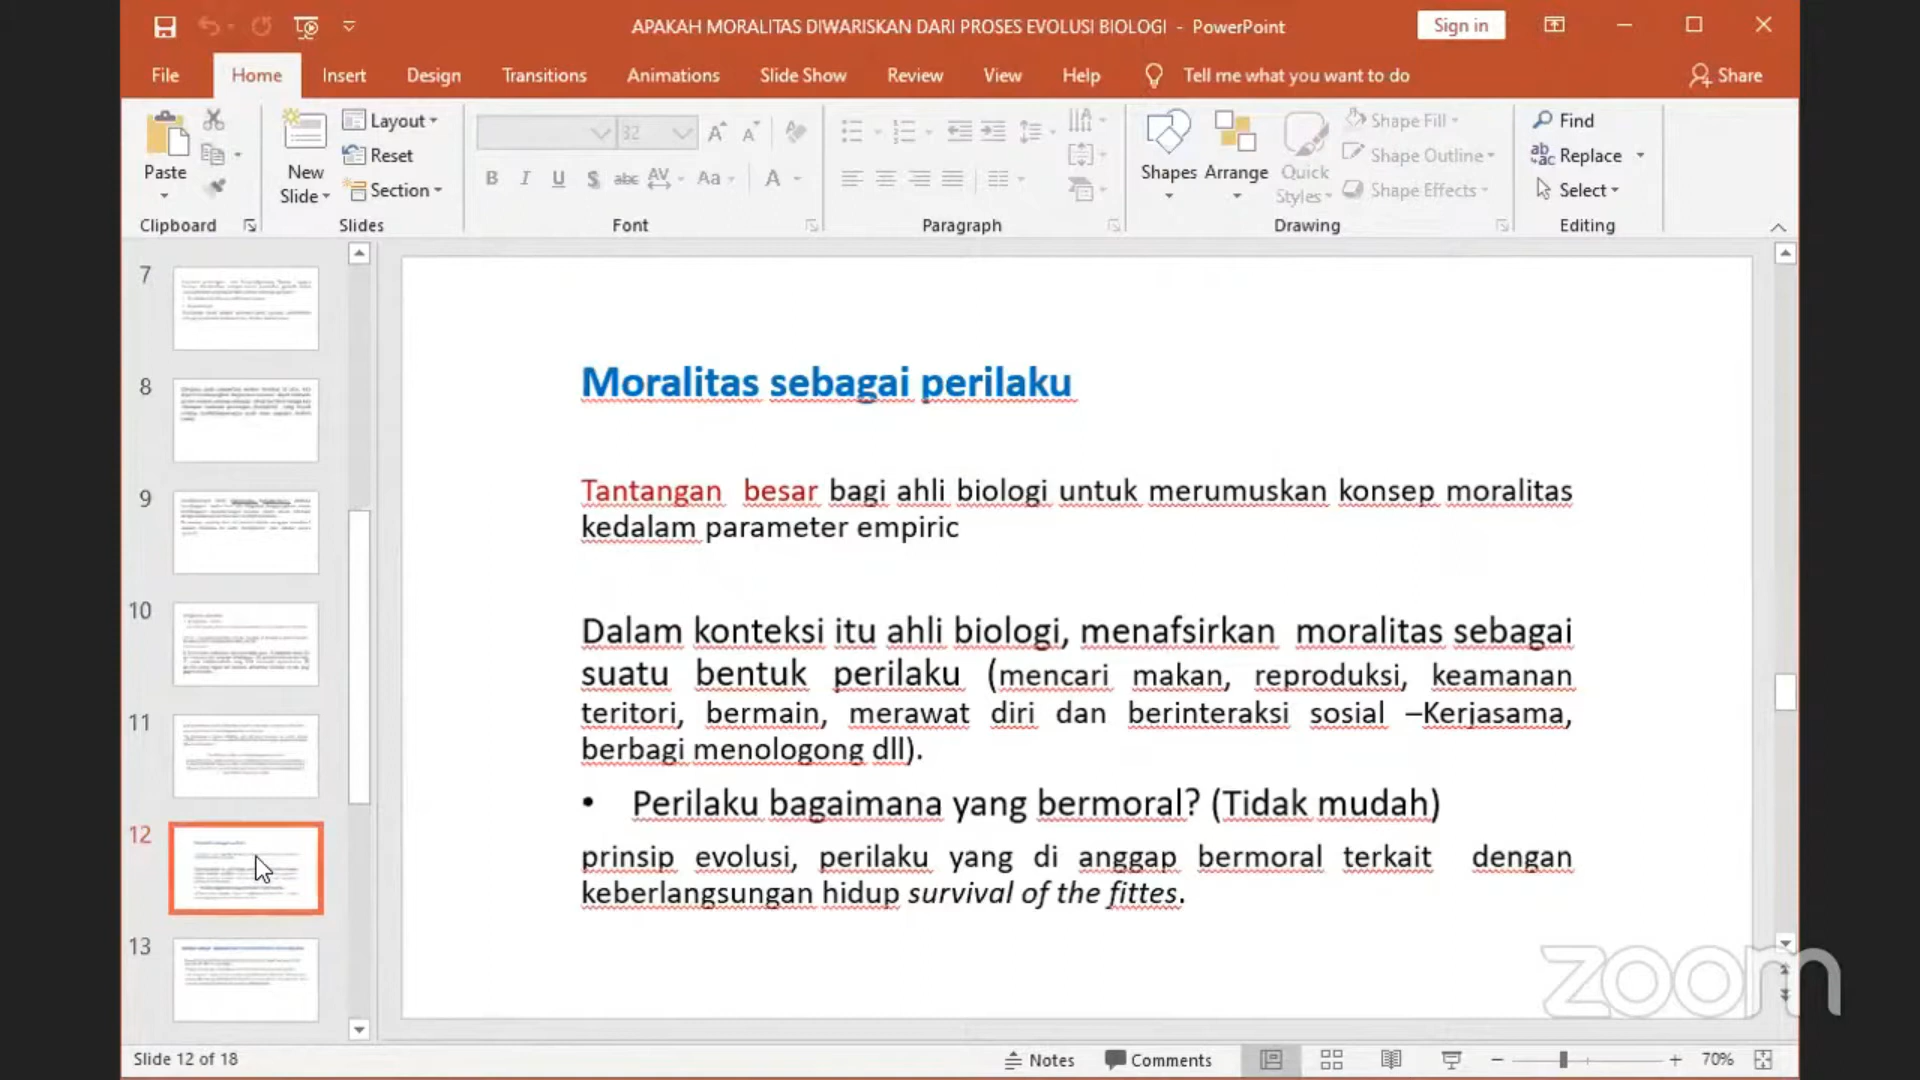 APAKAH MORALITAS DIWARISKAN DARI PROSES EVOLUSI BIOLOGI - PowerPoint
Sign in
File Home Insert Design Transitions Animations Slide Show Review View Help Tell me what you want to do Share
Paste
Clipboard
New Slide
Layout
Reset
Section
Slides
32
B I U S abc AV Aa A
Font
Paragraph
Shapes
Arrange
Quick Styles
Shape Fill
Shape Outline
Shape Effects
Drawing
Find
Replace
Select
Editing
7
8
9
10
11
12
13
Moralitas sebagai perilaku
Tantangan besar bagi ahli biologi untuk merumuskan konsep moralitas
kedalam parameter empiric
Dalam konteksi itu ahli biologi, menafsirkan moralitas sebagai
suatu bentuk perilaku (mencari makan, reproduksi, keamanan
teritori, bermain, merawat diri dan berinteraksi sosial –Kerjasama,
berbagi menologong dll).
• Perilaku bagaimana yang bermoral? (Tidak mudah)
prinsip evolusi, perilaku yang di anggap bermoral terkait dengan
keberlangsungan hidup survival of the fittes.
zoom
Slide 12 of 18
Notes
Comments
70%